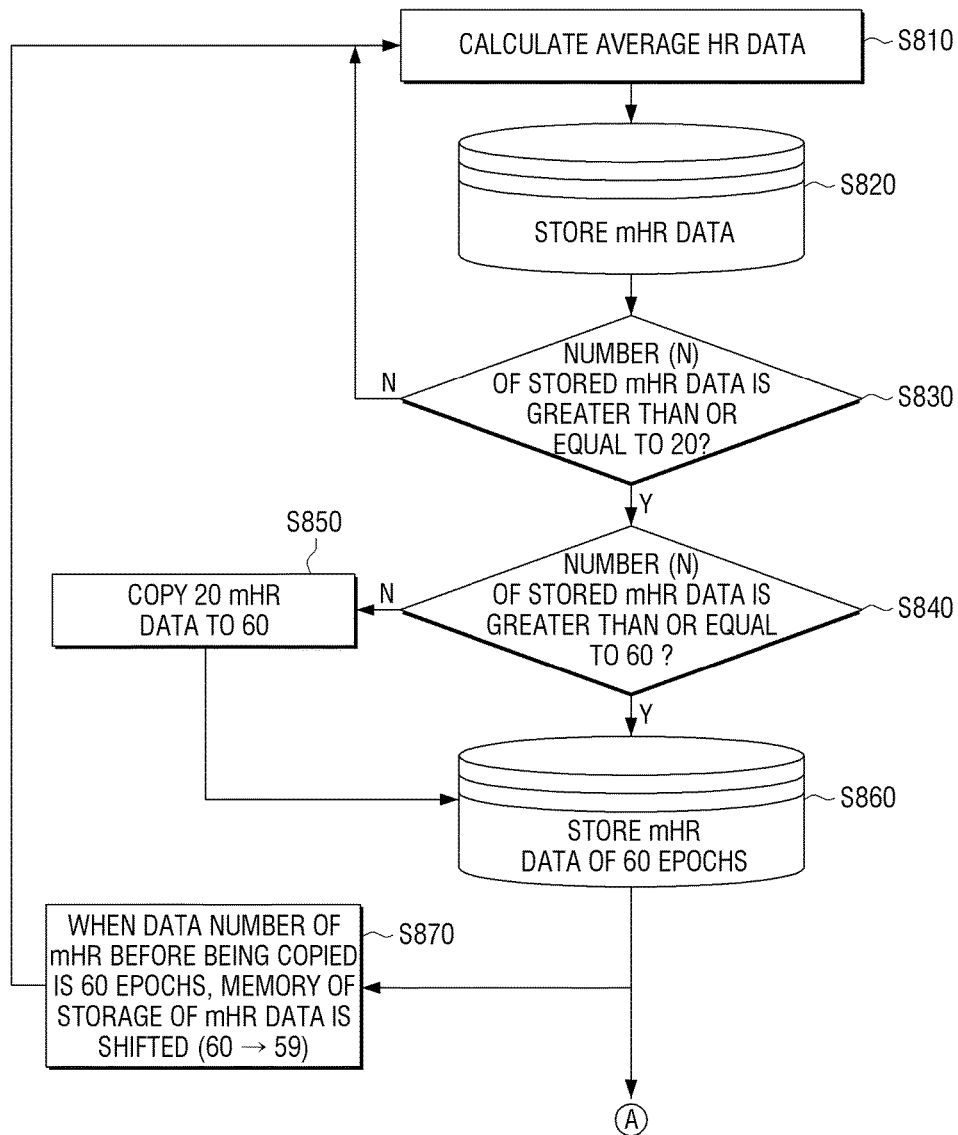 CALCULATE AVERAGE HR DATA
S810
S820
STORE mHR DATA
NUMBER (N)
OF STORED mHR DATA IS
GREATER THAN OR
EQUAL TO 20?
N
S830
Y
S850
COPY 20 mHR
DATA TO 60
N
NUMBER (N)
OF STORED mHR DATA IS
GREATER THAN OR EQUAL
TO 60 ?
S840
Y
S860
STORE mHR
DATA OF 60 EPOCHS
WHEN DATA NUMBER OF
mHR BEFORE BEING COPIED
IS 60 EPOCHS, MEMORY OF
STORAGE OF mHR DATA IS
SHIFTED (60 → 59)
S870
A